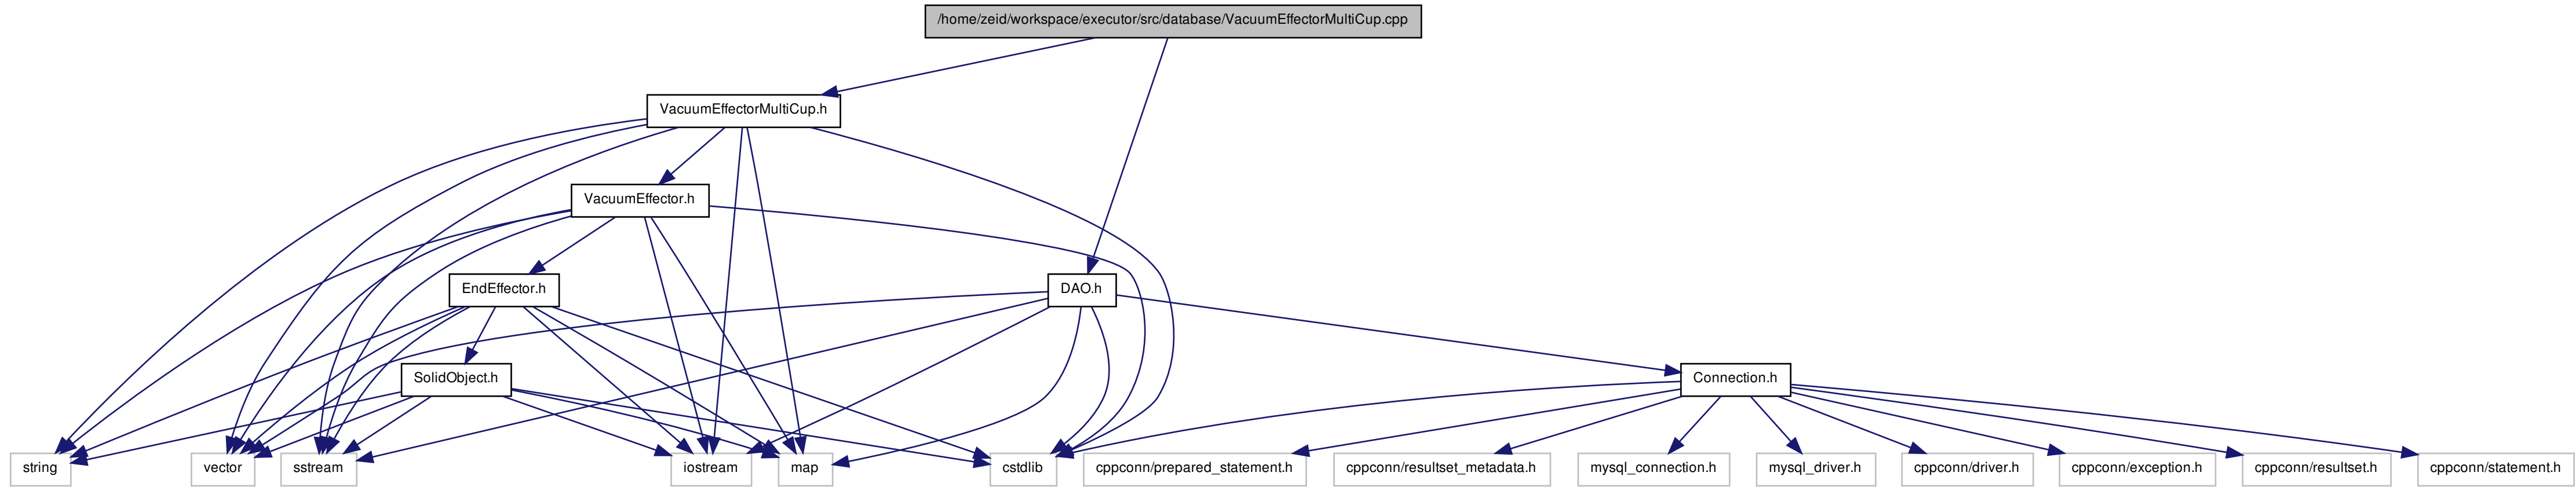 /home/zeid/workspace/executor/src/database/VacuumEffectorMultiCup.cpp
VacuumEffectorMultiCup.h
VacuumEffector.h
EndEffector.h
DAO.h
SolidObject.h
Connection.h
string
vector
sstream
iostream
map
cstdlib
cppconn/prepared_statement.h
cppconn/resultset_metadata.h
mysql_connection.h
mysql_driver.h
cppconn/driver.h
cppconn/exception.h
cppconn/resultset.h
cppconn/statement.h